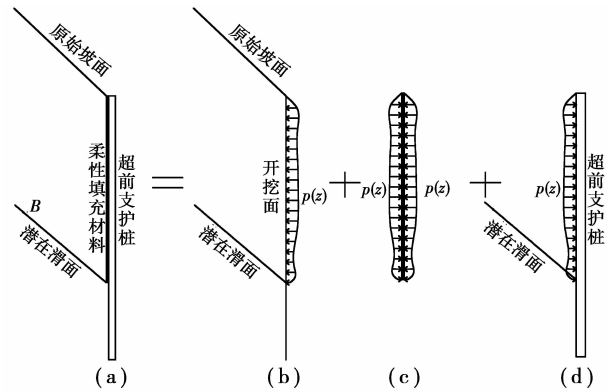 原始坡面
柔性填充材料
超前支护桩
B
潜在滑面
(a)
=
原始坡面
开挖面
p(z)
潜在滑面
(b)
+
p(z)
p(z)
(c)
+
p(z)
潜在滑面
超前支护桩
(d)